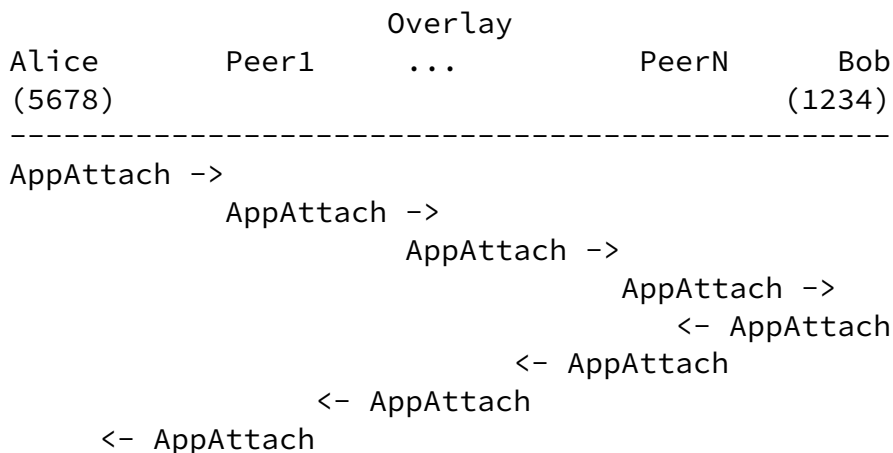 Overlay
Alice Peer1 ... PeerN Bob
(5678) (1234)
-------------------------------------------------
AppAttach ->
AppAttach ->
AppAttach ->
AppAttach ->
<- AppAttach
<- AppAttach
<- AppAttach
<- AppAttach